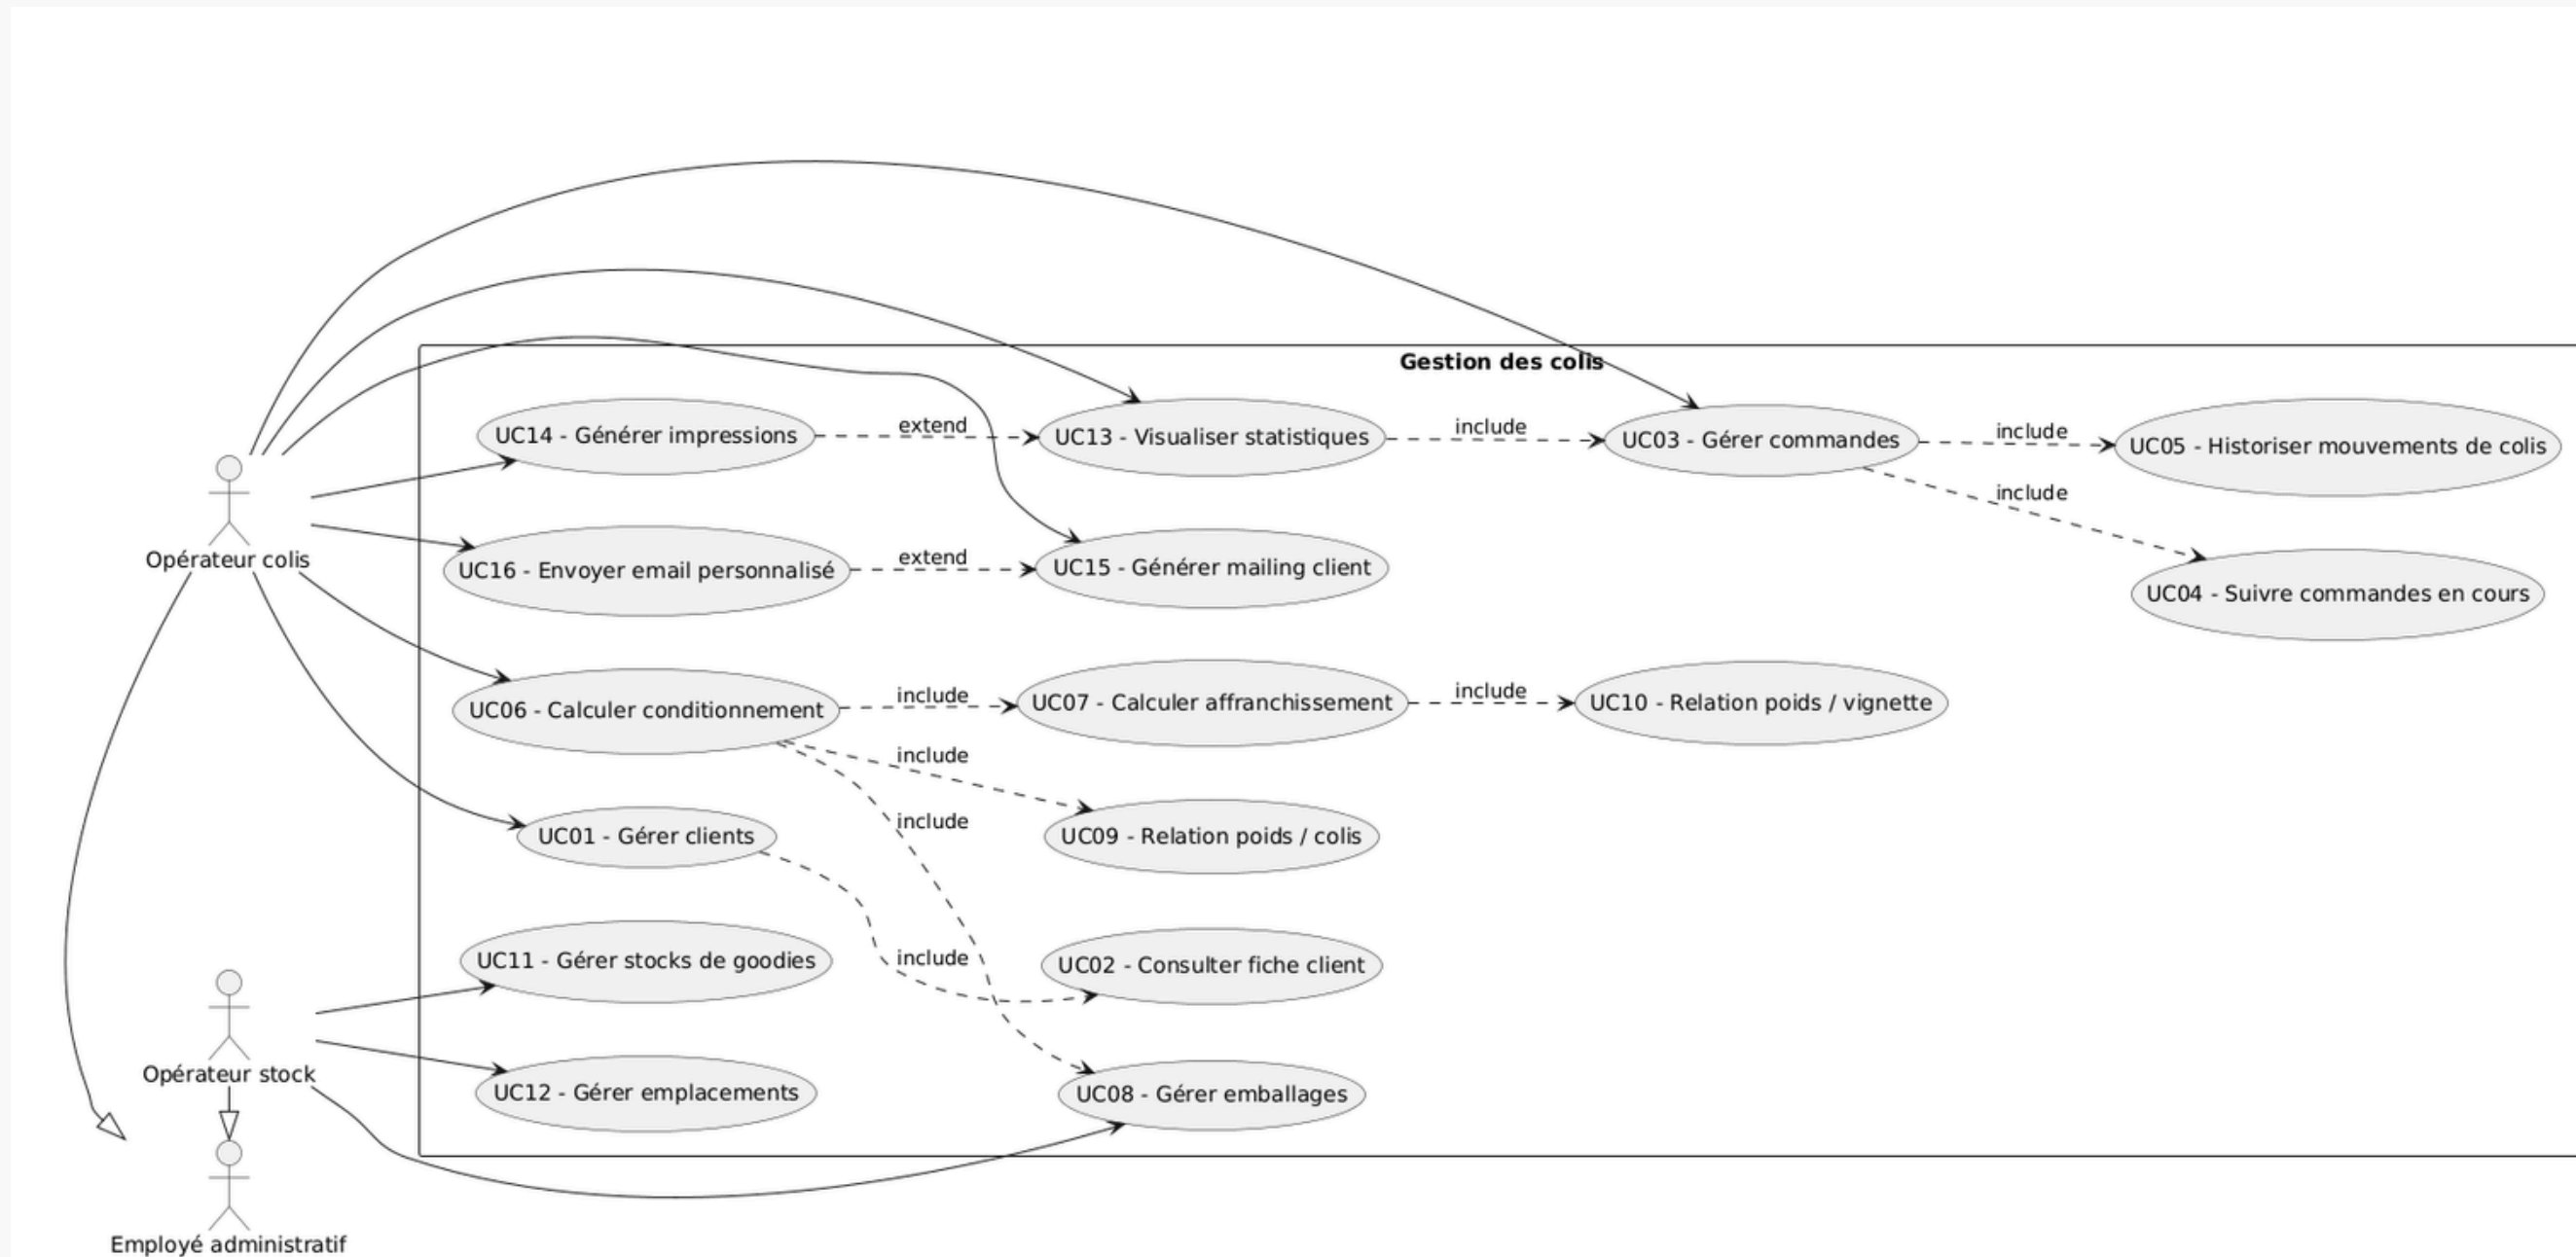 Gestion des colis
UC14 - Générer impressions
extend
UC13 - Visualiser statistiques
include
UC03 - Gérer commandes
include
UC05 - Historiser mouvements de colis
include
Opérateur colis
UC16 - Envoyer email personnalisé
extend
UC15 - Générer mailing client
UC04 - Suivre commandes en cours
UC06 - Calculer conditionnement
include
UC07 - Calculer affranchissement
include
UC10 - Relation poids / vignette
include
include
UC01 - Gérer clients
UC09 - Relation poids / colis
UC11 - Gérer stocks de goodies
include
UC02 - Consulter fiche client
Opérateur stock
UC12 - Gérer emplacements
UC08 - Gérer emballages
Employé administratif